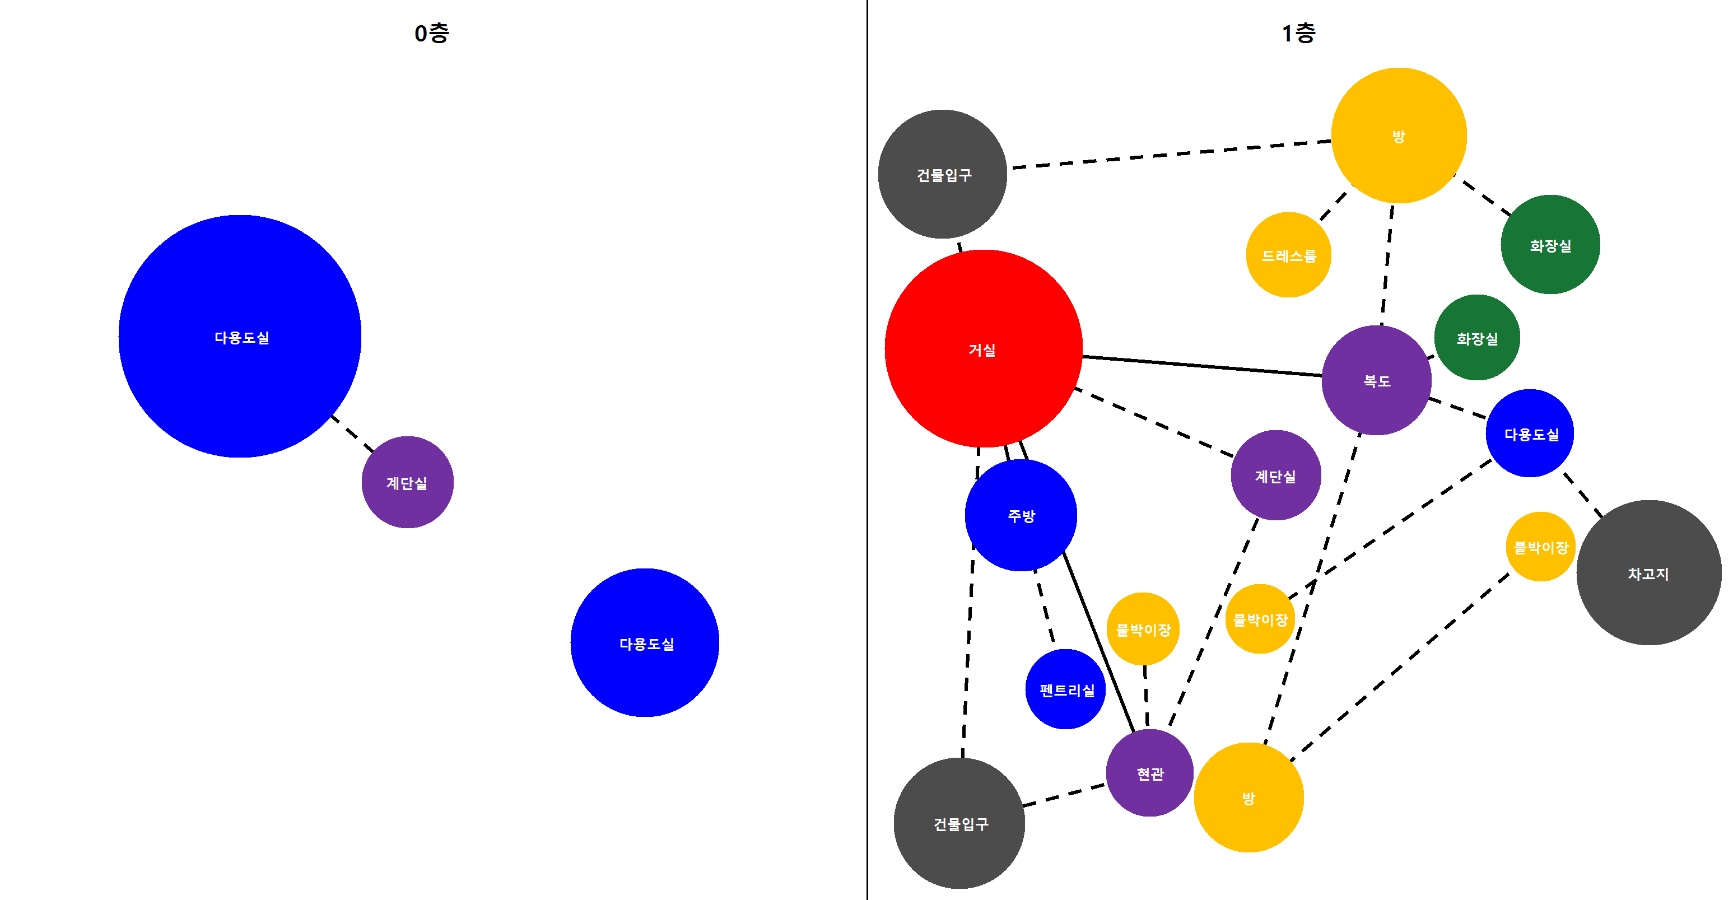 0층
다용도실
계단실
다용도실
1층
방
건물입구
화장실
드레스룸
화장실
거실
복도
다용도실
계단실
주방
붙박이장
차고지
붙박이장
붙박이장
펜트리실
현관
방
건물입구